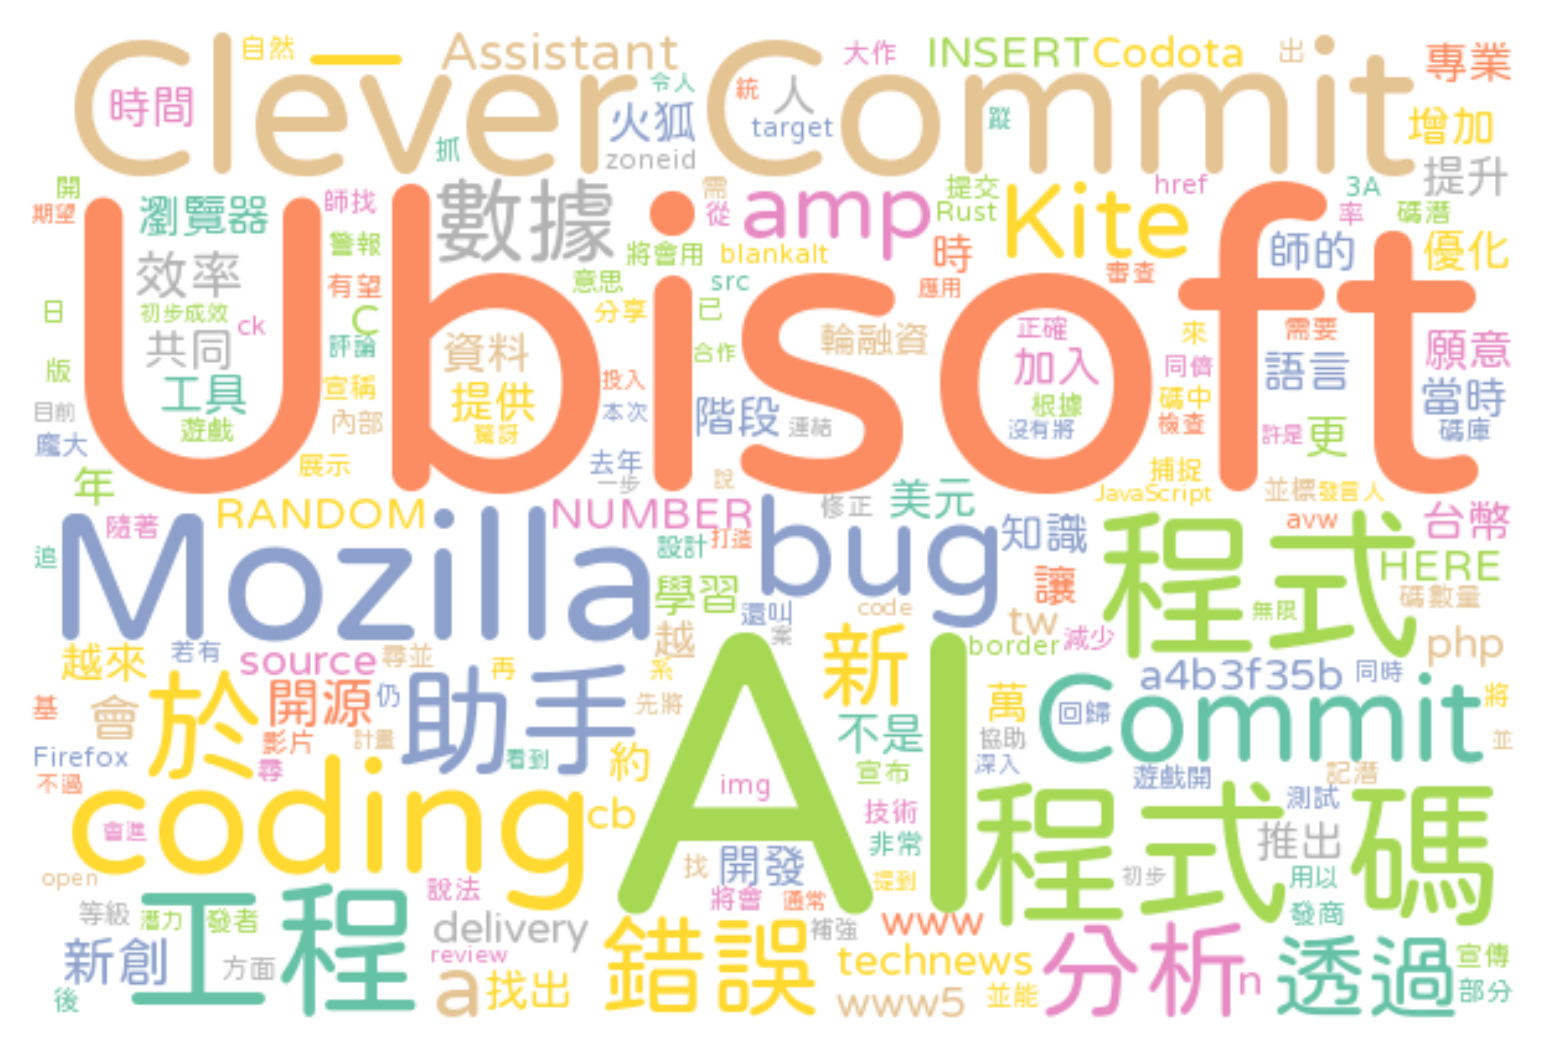 自然 一 Assistant 大作 INSERT Codota 出 專業
Clever Commit
時間 令人 火狐 統 人 target 蹤 增加
抓 zoneid 提升
開 瀏覽器 師找 數據 需 amp 提交 Kite href 3A
期望 從 Rust 率 碼潛
Ubisoft
警報 將會用 blankalt 時 師的 優化
效率 有望 意思 src 應用 審查
日 初步成效 C 分享 已 輪融資 正確 來 需要
共同 ck 評論 資料 合作 加入 同儕 語言 願意
版 工具 宣稱 提供 投入 根據 碼中 當時
目前 遊戲 內部 驚訝 本次 階段 連結 沒有將 檢查 許是 更 碼庫
龐大 展示 去年 捕捉
年 一步 說 美元 JavaScript 並標 發言人
RANDOM NUMBER 修正 avw 台幣
隨著 Mozilla 設計 打造 bug 知識 程式 HERE
追 學習 還叫 code 讓 無限 碼數量
越來 若有 source 尋並 再 越 系 案 新 tw border 減少 php
基 會 於 開源 仍 助手 先將 萬 回歸 Commit a4b3f35b 同時 將
Firefox 影片 計畫 看到 約 不是 協助 並
不過 尋 img 宣布 深入 遊戲開 記潛
coding cb AI 技術 程式碼 測試
會進 找 開發 非常 推出
open 說法 將會 通常 提到 初步 用以
等級 潛力 發者 工程 delivery 錯誤 補強 www 分析 發商
新創 方面 review technews 透過 宣傳
後 a 找出 www5 並能 n 部分